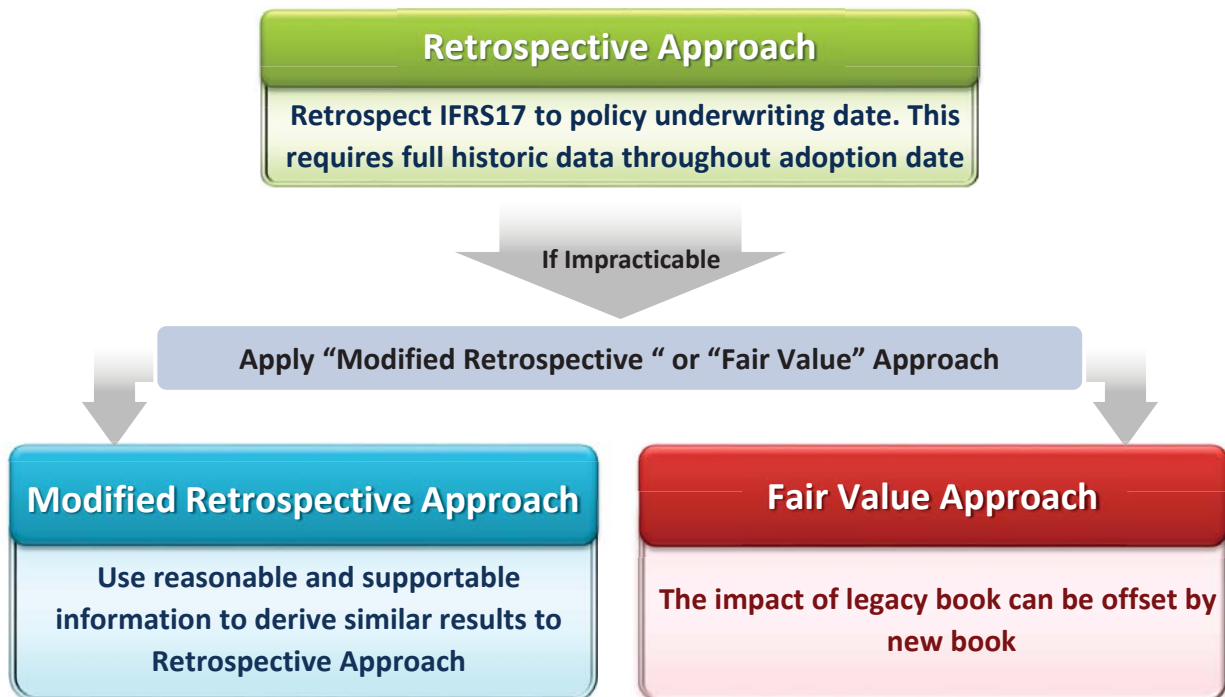 Retrospective Approach
Retrospect IFRS17 to policy underwriting date. This
requires full historic data throughout adoption date
If Impracticable
Apply “Modified Retrospective “ or “Fair Value” Approach
Modified Retrospective Approach
Use reasonable and supportable
information to derive similar results to
Retrospective Approach
Fair Value Approach
The impact of legacy book can be offset by
new book